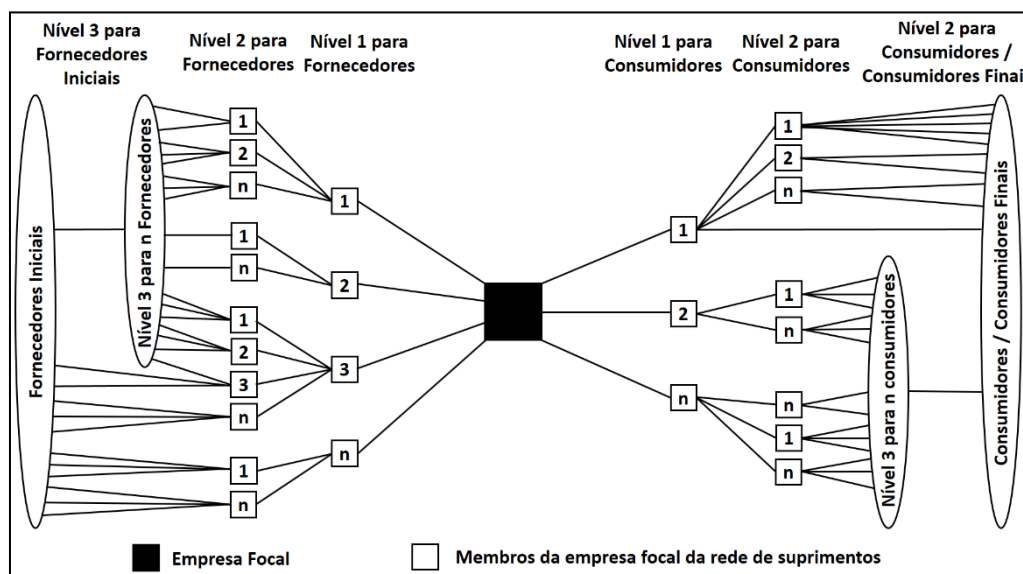 Nível 3 para
Fornecedores
Iniciais
Nível 2 para
Fornecedores
Nível 1 para
Fornecedores
Nível 1 para
Consumidores
Nível 2 para
Consumidores
Nível 2 para
Consumidores /
Consumidores Finais
Fornecedores Iniciais
Nível 3 para n Fornecedores
1
2
n
1
n
1
2
3
n
1
n
1
2
3
n
1
2
n
1
2
n
1
n
n
1
n
Nível 3 para n consumidores
Consumidores / Consumidores Finais
Empresa Focal
Membros da empresa focal da rede de suprimentos